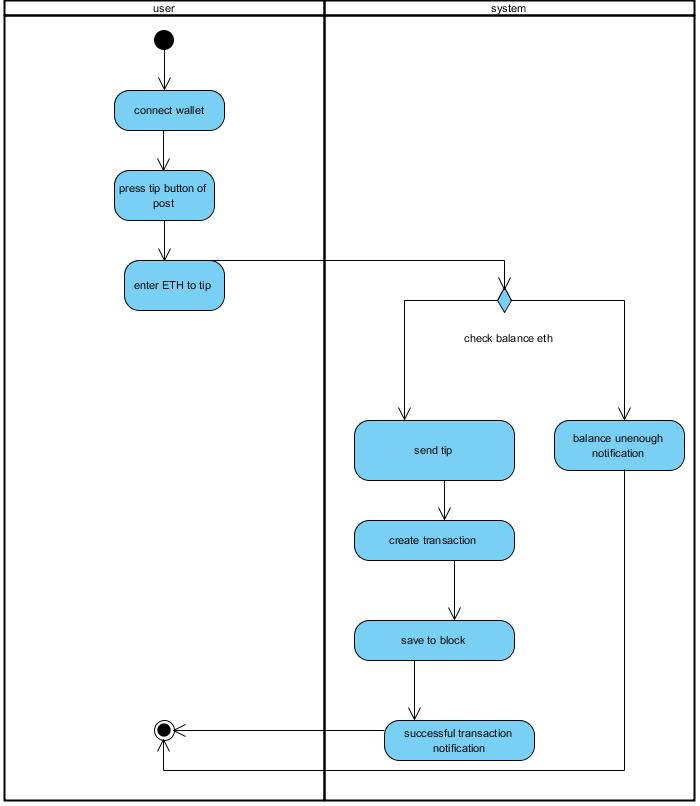 user
system
connect wallet
press tip button of
post
enter ETH to tip
check balance eth
send tip
balance unenough
notification
create transaction
save to block
successful transaction
notification